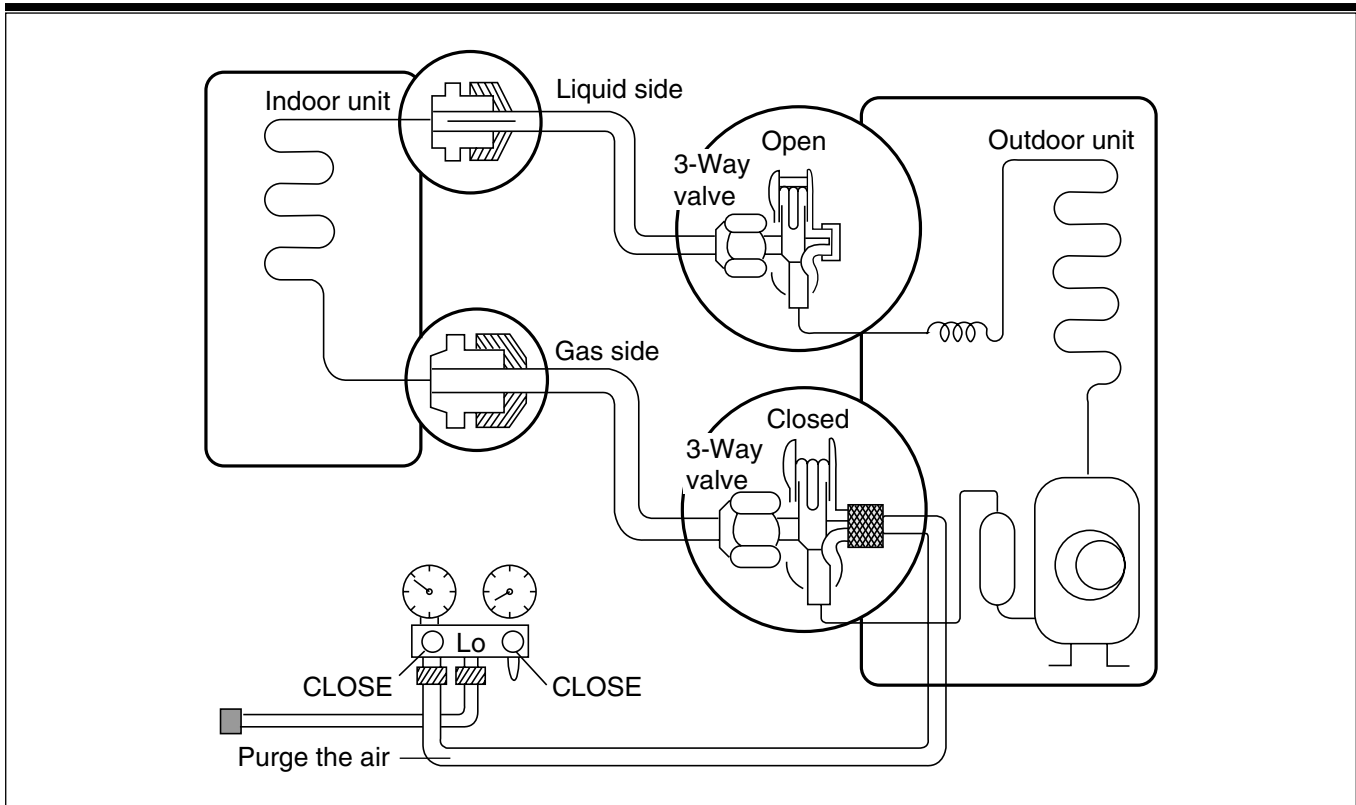 Indoor unit
Liquid side
Open
3-Way
valve
Outdoor unit
Gas side
Closed
3-Way
valve
Lo
CLOSE
CLOSE
Purge the air